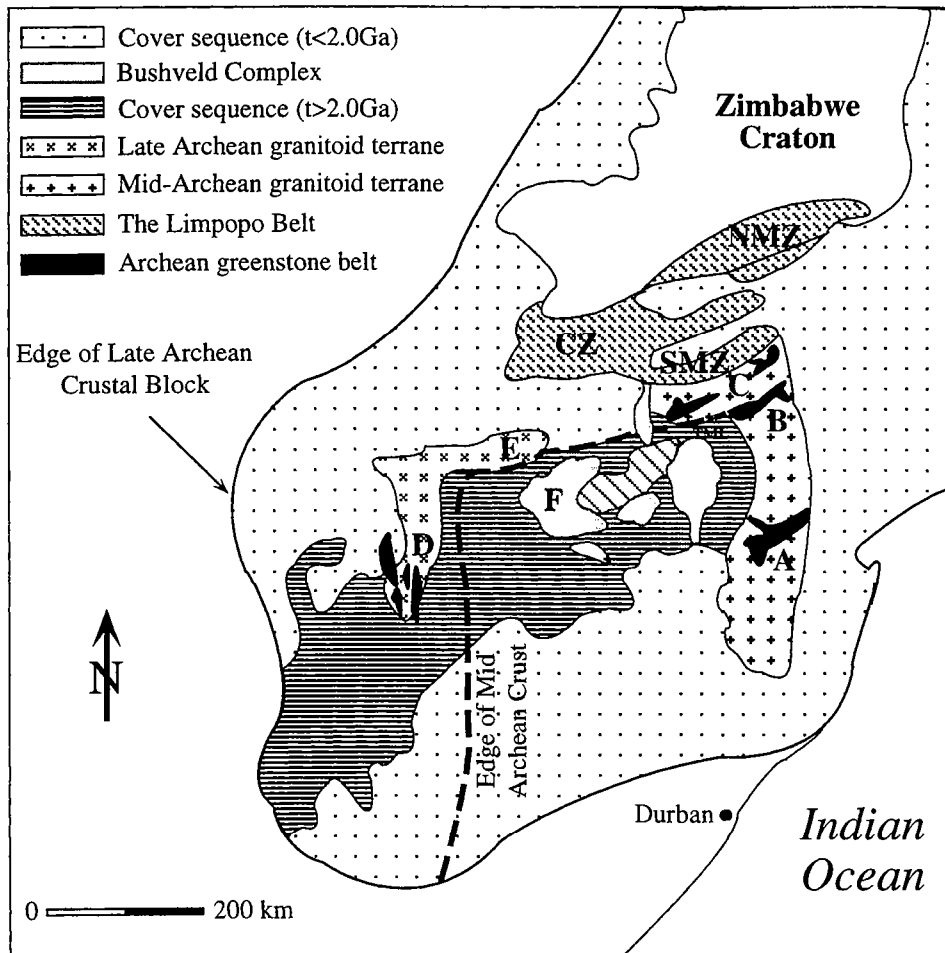 Cover sequence (t<2.0Ga)
Bushveld Complex
Cover sequence (t>2.0Ga)
Late Archean granitoid terrane
Mid-Archean granitoid terrane
The Limpopo Belt
Archean greenstone belt
Zimbabwe
Craton
NMZ
CZ
SMZ
Edge of Late Archean
Crustal Block
C
B
E
F
D
A
N
Edge of Mid
Archean Crust
Durban
Indian
Ocean
0
200 km